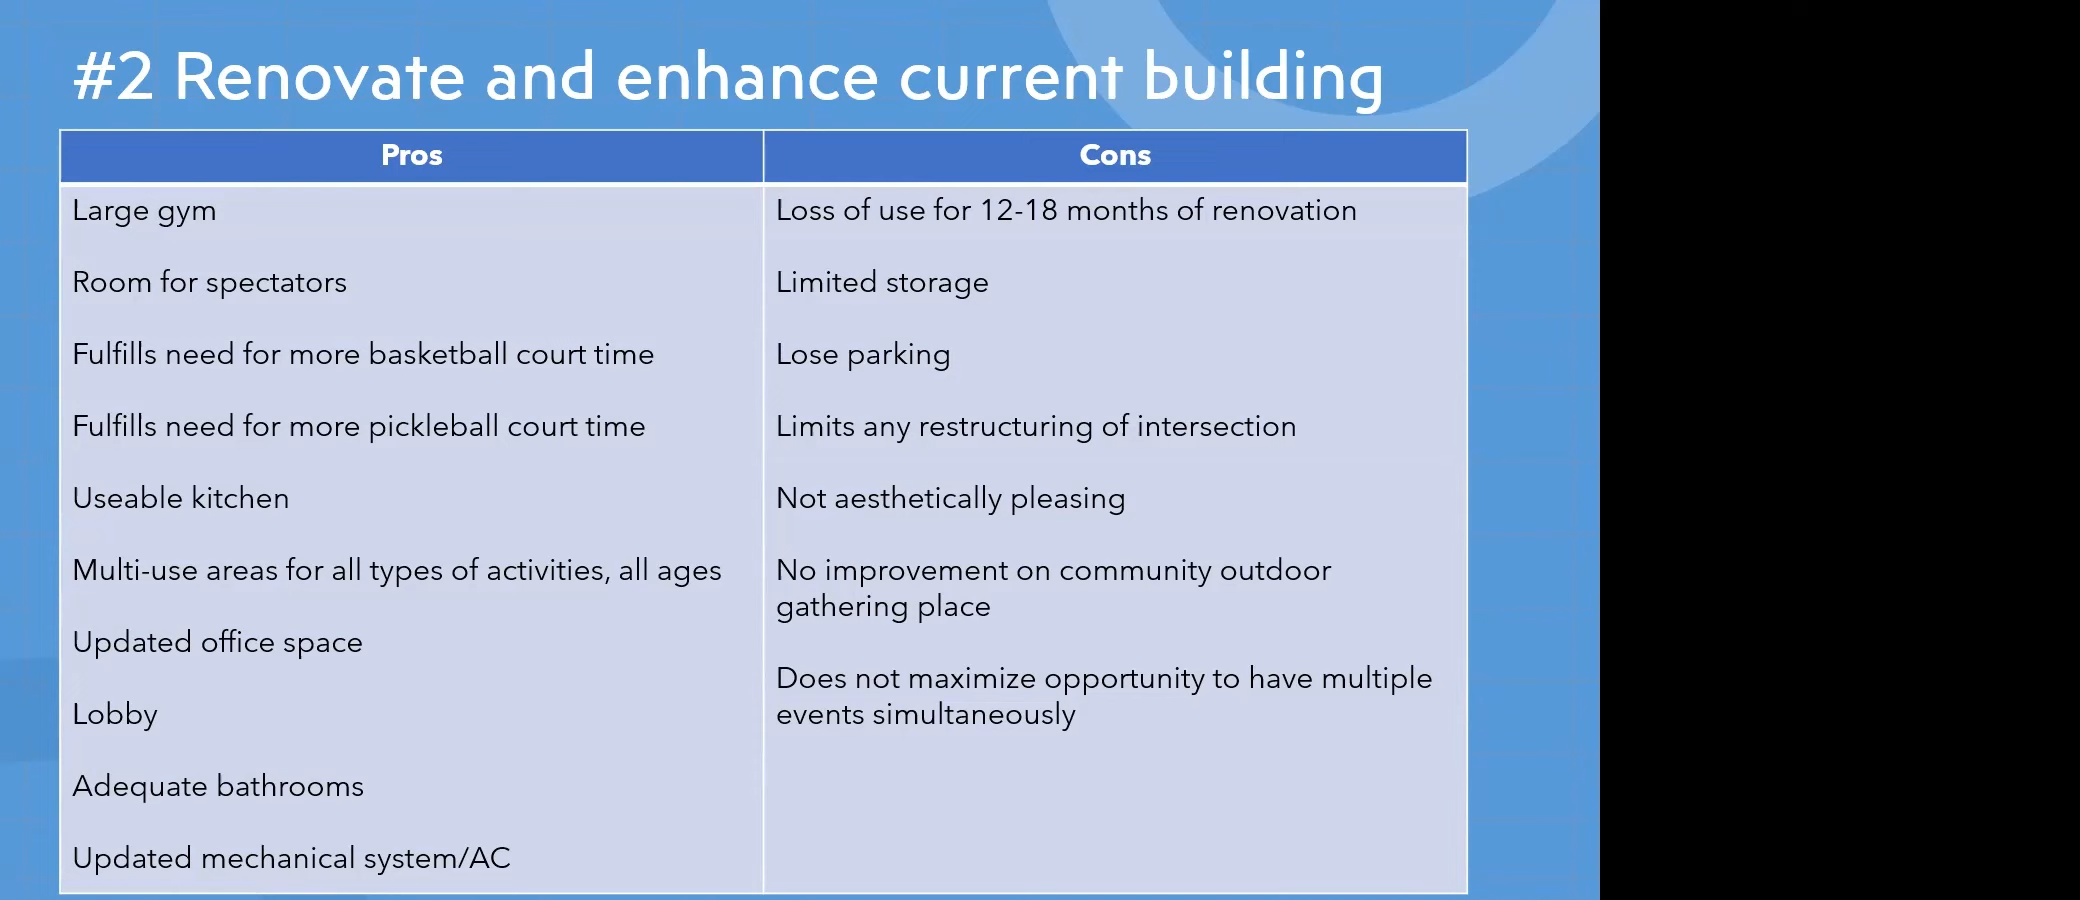 #2 Renovate and enhance current building
Pros
Cons
Large gym
Room for spectators
Fulfills need for more basketball court time
Fulfills need for more pickleball court time
Useable kitchen
Multi-use areas for all types of activities, all ages
Updated office space
Lobby
Adequate bathrooms
Updated mechanical system/AC
Loss of use for 12-18 months of renovation
Limited storage
Lose parking
Limits any restructuring of intersection
Not aesthetically pleasing
No improvement on community outdoor
gathering place
Does not maximize opportunity to have multiple
events simultaneously